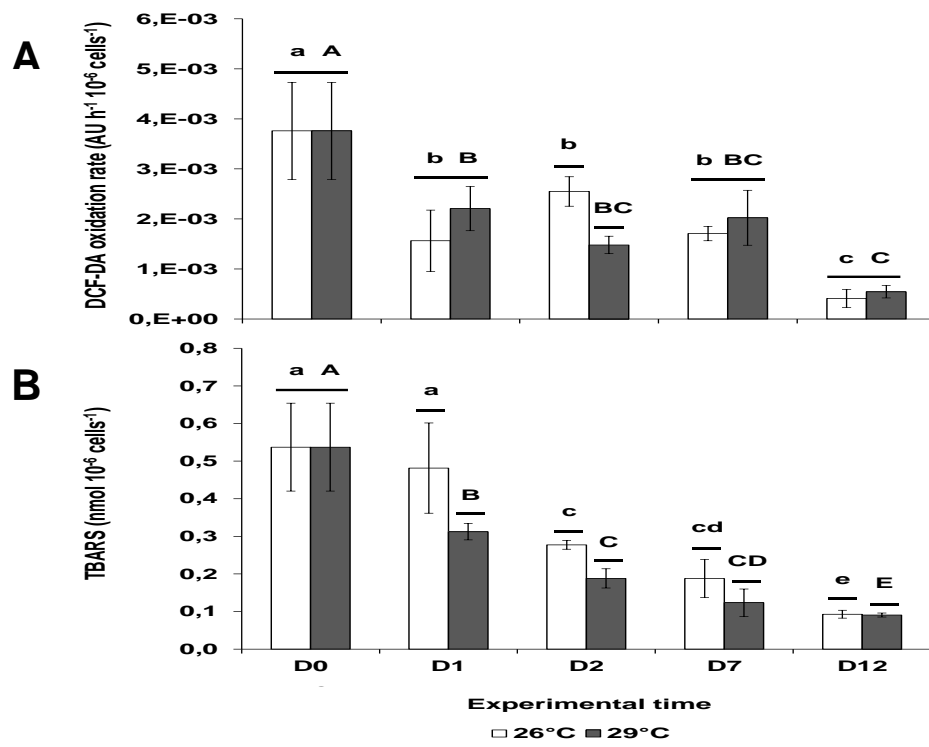 A
DCF-DA oxidation rate (AU h⁻¹ 10⁻⁶ cells⁻¹)
6,E-03
5,E-03
4,E-03
3,E-03
2,E-03
1,E-03
0,E+00
a A
b B
b
BC
b BC
c C
B
TBARS (nmol 10⁻⁶ cells⁻¹)
0,8
0,7
0,6
0,5
0,4
0,3
0,2
0,1
0,0
a A
a
B
c
C
cd
CD
e E
D0 D1 D2 D7 D12
Experimental time
26°C 29°C